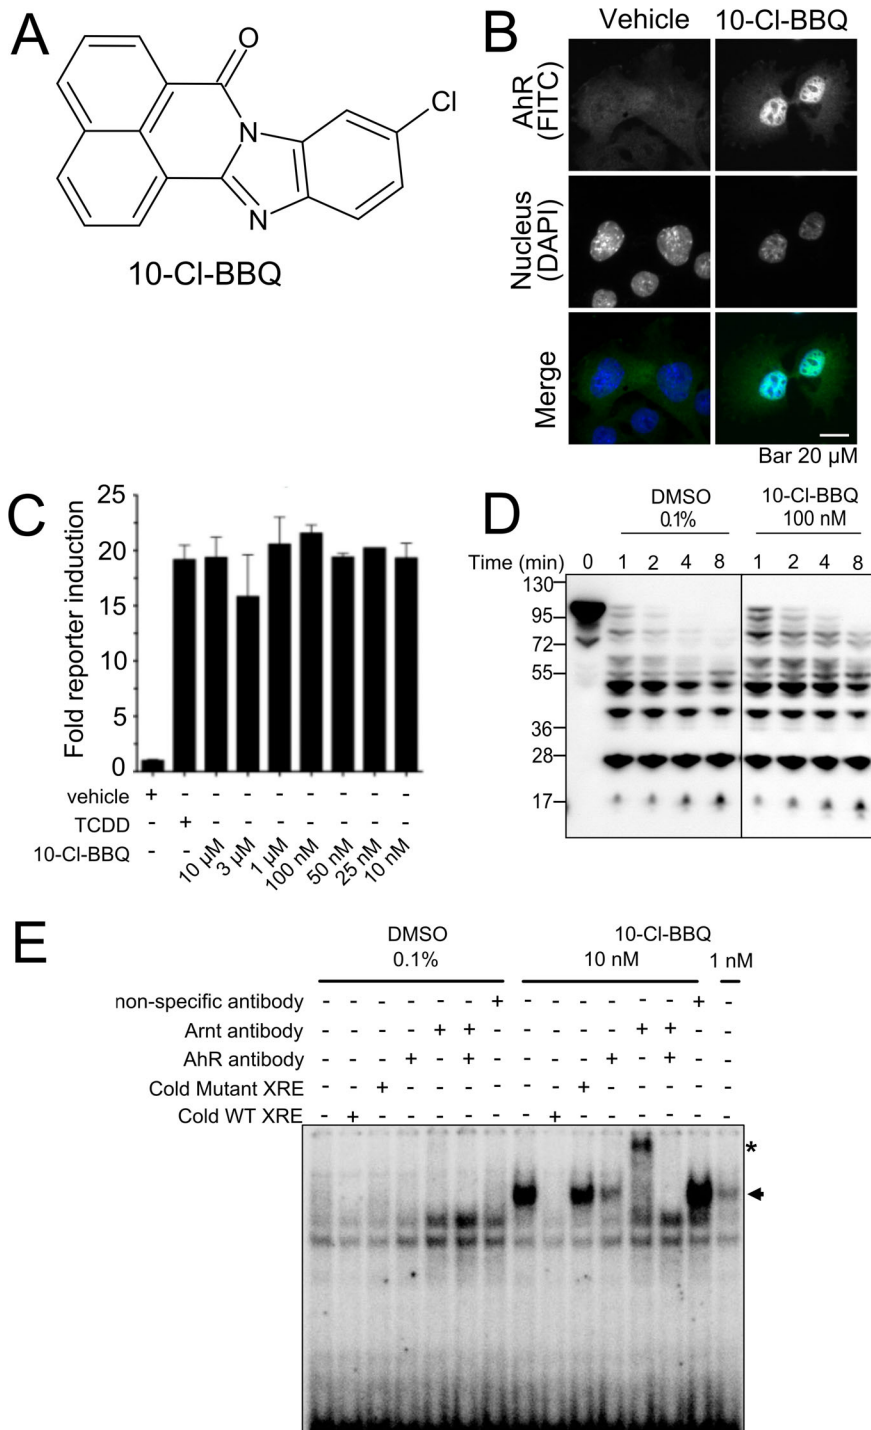 A
O
N
Cl
N
10-Cl-BBQ
B
Vehicle 10-Cl-BBQ
AhR
(FITC)
Nucleus
(DAPI)
Merge
Bar 20 µM
C
Fold reporter induction
25
20
15
10
5
0
vehicle + - - - - - - - -
TCDD - + - - - - - - -
10-Cl-BBQ - - 10 µM 3 µM 1 µM 100 nM 50 nM 25 nM 10 nM
D
DMSO 10-Cl-BBQ
0.1% 100 nM
Time (min) 0 1 2 4 8 1 2 4 8
130
95
72
55
36
28
17
E
DMSO 10-Cl-BBQ
0.1% 10 nM 1 nM
non-specific antibody - - - - - - + - - - - - - + -
Arnt antibody - - - - + + - - - - - + + - -
AhR antibody - - - + - + - - - - + - + - -
Cold Mutant XRE - - + - - - - - - + - - - - -
Cold WT XRE - + - - - - - - + - - - - - -
*